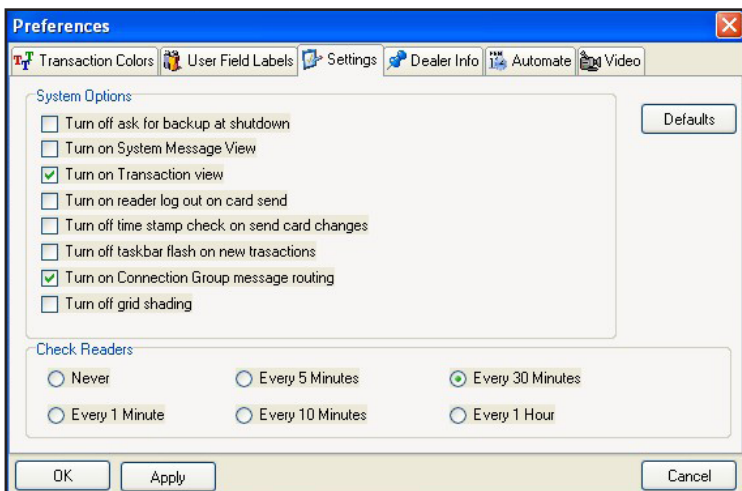 Preferences
Transaction Colors User Field Labels Settings Dealer Info Automate Video
System Options
Defaults
Turn off ask for backup at shutdown
Turn on System Message View
Turn on Transaction view
Turn on reader log out on card send
Turn off time stamp check on send card changes
Turn off taskbar flash on new trasactions
Turn on Connection Group message routing
Turn off grid shading
Check Readers
Never Every 5 Minutes Every 30 Minutes
Every 1 Minute Every 10 Minutes Every 1 Hour
OK Apply Cancel